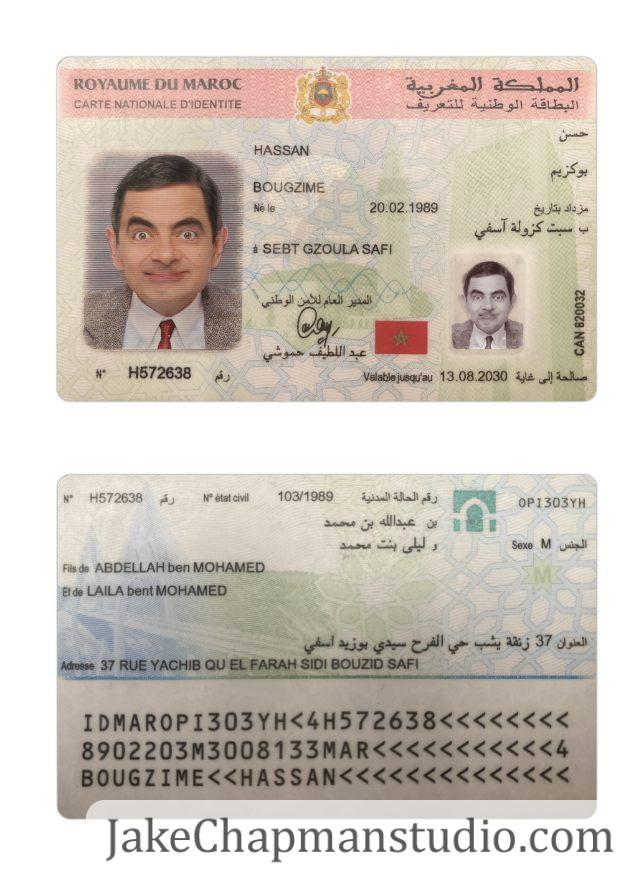 ROYAUME DU MAROC
المملكة المغربية
CARTE NATIONALE D'IDENTITE
البطاقة الوطنية للتعريف
حسن
HASSAN
بوكزيم
BOUGZIME
Né le 20.02.1989 مزداد بتاريخ
ب سبت كزولة آسفي
à SEBT GZOULA SAFI
المدير العام للأمن الوطني
عبد اللطيف حموشي
CAN 820032
N° H572638 رقم
Valable jusqu'au 13.08.2030 صالحة إلى غاية
N° H572638 رقم N° état civil 103/1989 رقم الحالة المدنية
OPI303YH
بن عبدالله بن محمد
و ليلى بنت محمد
Sexe M الجنس
M
Fils de ABDELLAH ben MOHAMED
Et de LAILA bent MOHAMED
العنوان 37 زنقة يشب حي الفرح سيدي بوزيد اسفي
Adresse 37 RUE YACHIB QU EL FARAH SIDI BOUZID SAFI
IDMAROPI303YH<4H572638<<<<<<<<
8902203M3008133MAR<<<<<<<<<<<4
BOUGZIME<<HASSAN<<<<<<<<<<<<<<
JakeChapmanstudio.com